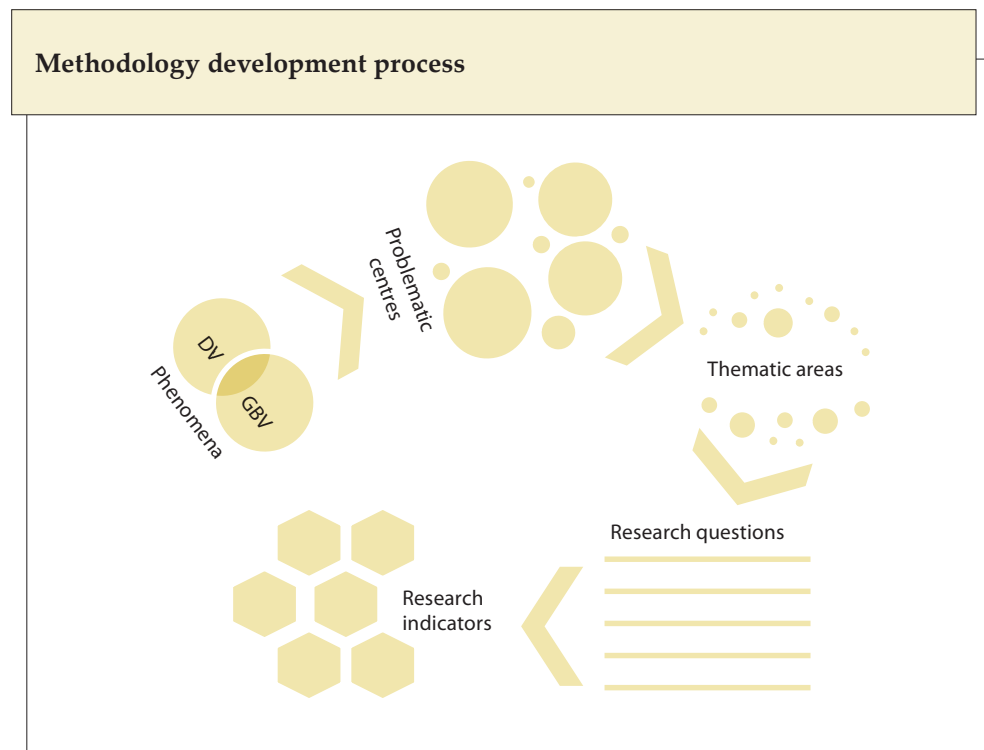 Methodology development process
DV
GBV
Phenomena
Problematic
centres
Thematic areas
Research questions
Research
indicators